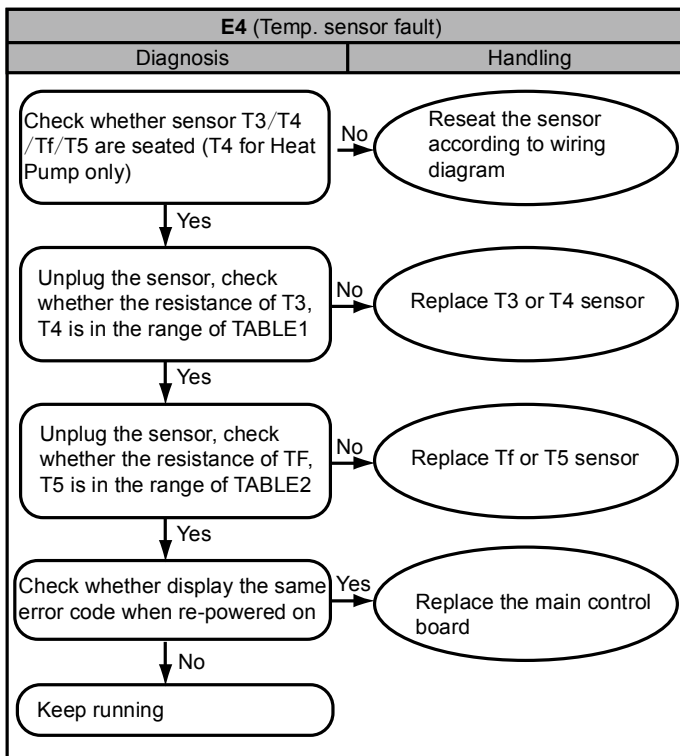 E4 (Temp. sensor fault)
Diagnosis
Handling
Check whether sensor T3/T4
/Tf/T5 are seated (T4 for Heat
Pump only)
No
Reseat the sensor
according to wiring
diagram
Yes
Unplug the sensor, check
whether the resistance of T3,
T4 is in the range of TABLE1
No
Replace T3 or T4 sensor
Yes
Unplug the sensor, check
whether the resistance of TF,
T5 is in the range of TABLE2
No
Replace Tf or T5 sensor
Yes
Check whether display the same
error code when re-powered on
Yes
Replace the main control
board
No
Keep running